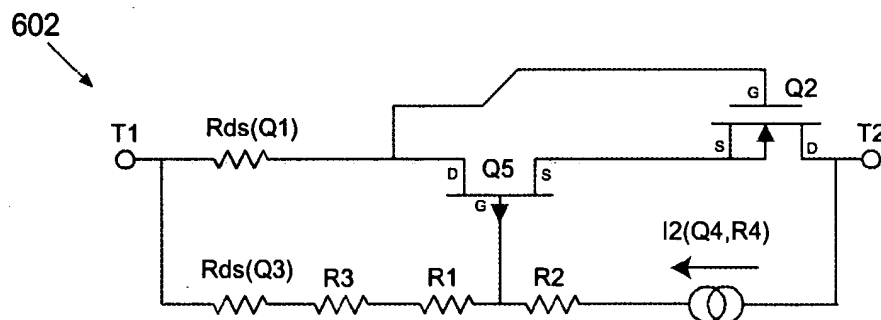 602
T1
Rds(Q1)
G
Q2
T2
D
Q5
S
S
D
G
I2(Q4,R4)
Rds(Q3)
R3
R1
R2